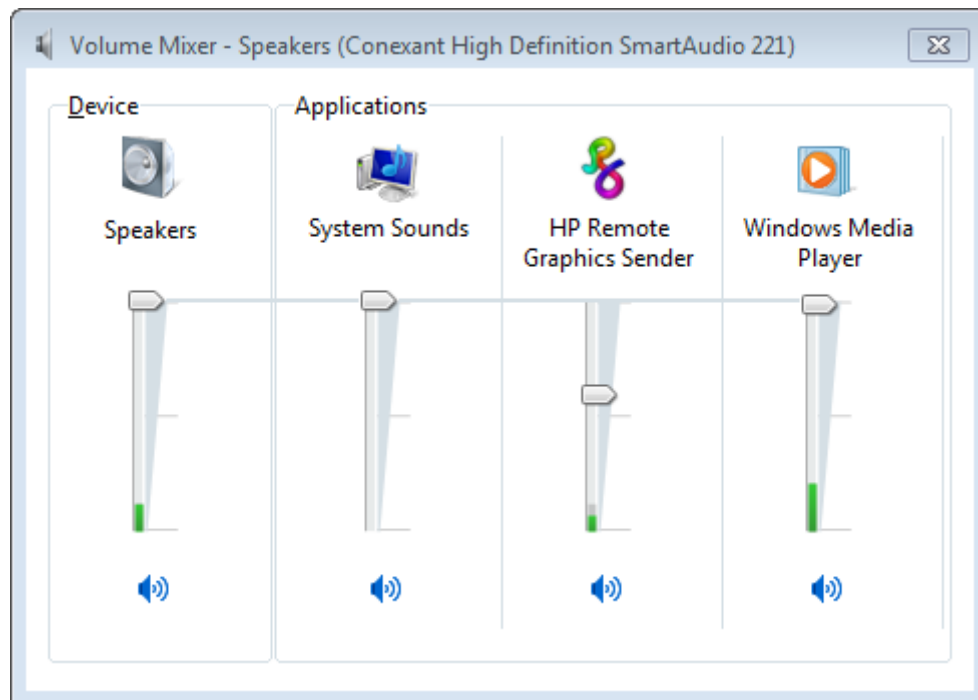 Volume Mixer - Speakers (Conexant High Definition SmartAudio 221)
Device
Applications
Speakers
System Sounds
HP Remote
Graphics Sender
Windows Media
Player